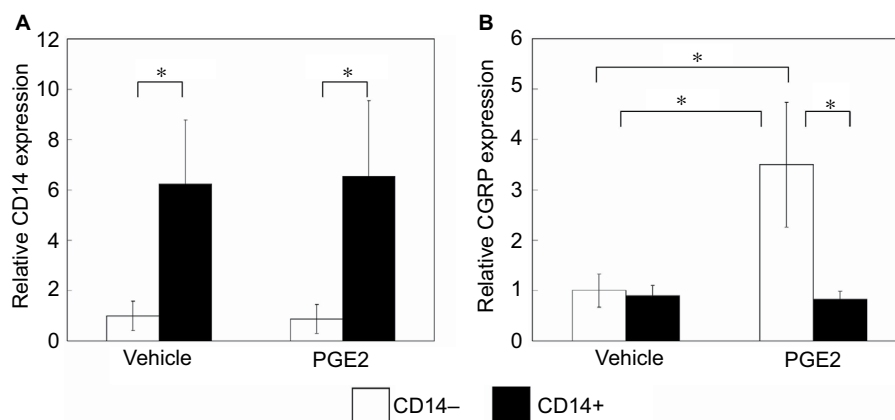 A
Relative CD14 expression
12
10
8
6
4
2
0
*
*
Vehicle
PGE2
B
Relative CGRP expression
6
5
4
3
2
1
0
*
*
*
Vehicle
PGE2
CD14–
CD14+